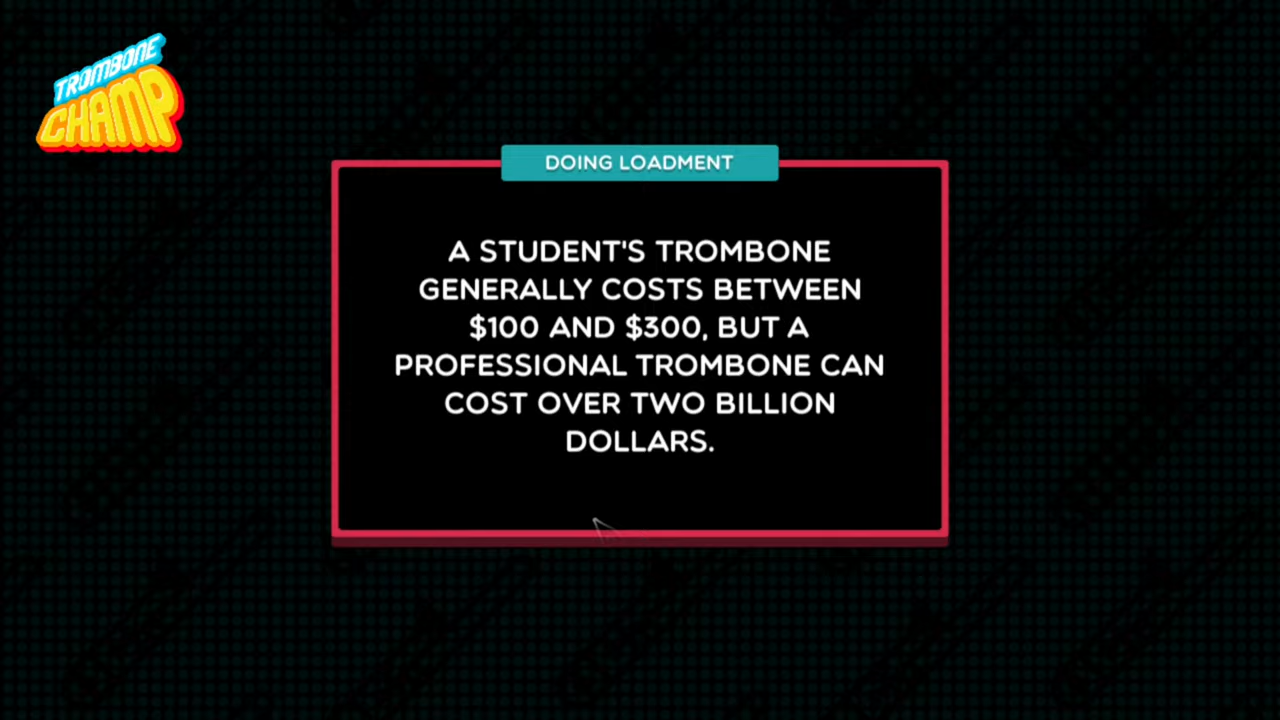 TROMBONE
CHAMP
DOING LOADMENT
A STUDENT'S TROMBONE
GENERALLY COSTS BETWEEN
$100 AND $300, BUT A
PROFESSIONAL TROMBONE CAN
COST OVER TWO BILLION
DOLLARS.